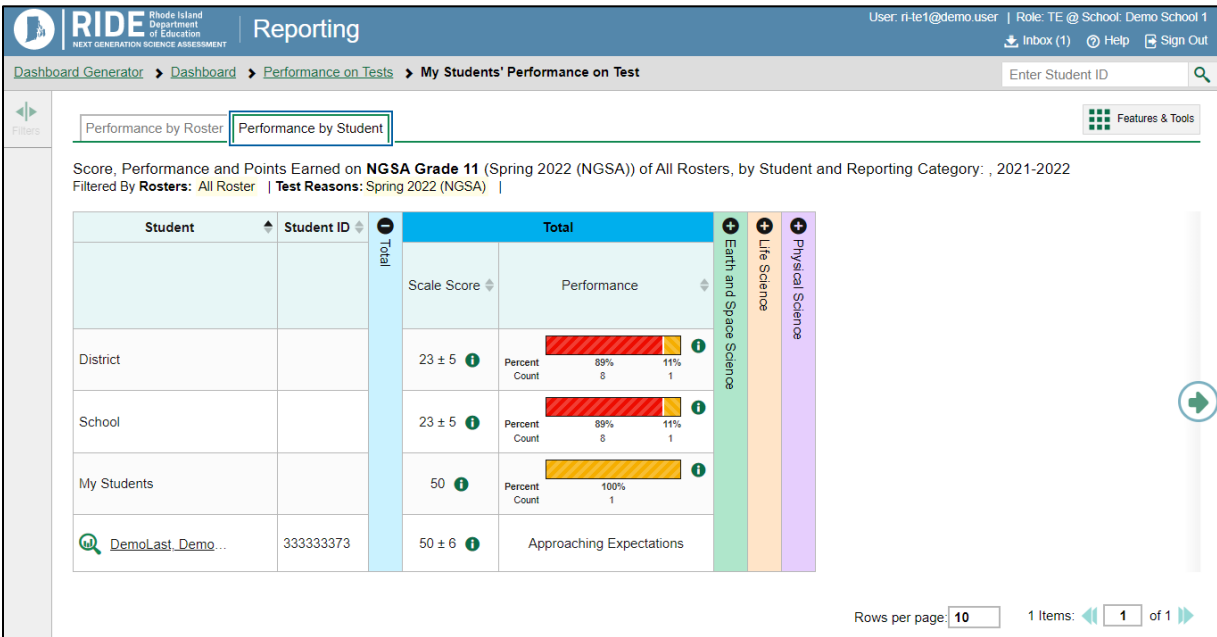 User: ri-te1@demo.user | Role: TE @ School: Demo School 1
RIDE Rhode Island Department of Education
NEXT GENERATION SCIENCE ASSESSMENT
Reporting
Inbox (1) Help Sign Out
Dashboard Generator Dashboard Performance on Tests My Students' Performance on Test
Enter Student ID
Filters
Features & Tools
Performance by Roster Performance by Student
Score, Performance and Points Earned on NGSA Grade 11 (Spring 2022 (NGSA)) of All Rosters, by Student and Reporting Category: , 2021-2022
Filtered By Rosters: All Roster | Test Reasons: Spring 2022 (NGSA) |
Student Student ID Total Total Earth and Space Science Life Science Physical Science
Scale Score Performance
District 23 ± 5
Percent 89% 11%
Count 8 1
School 23 ± 5
Percent 89% 11%
Count 8 1
My Students 50
Percent 100%
Count 1
DemoLast, Demo... 333333373 50 ± 6 Approaching Expectations
Rows per page: 10 1 Items: 1 of 1